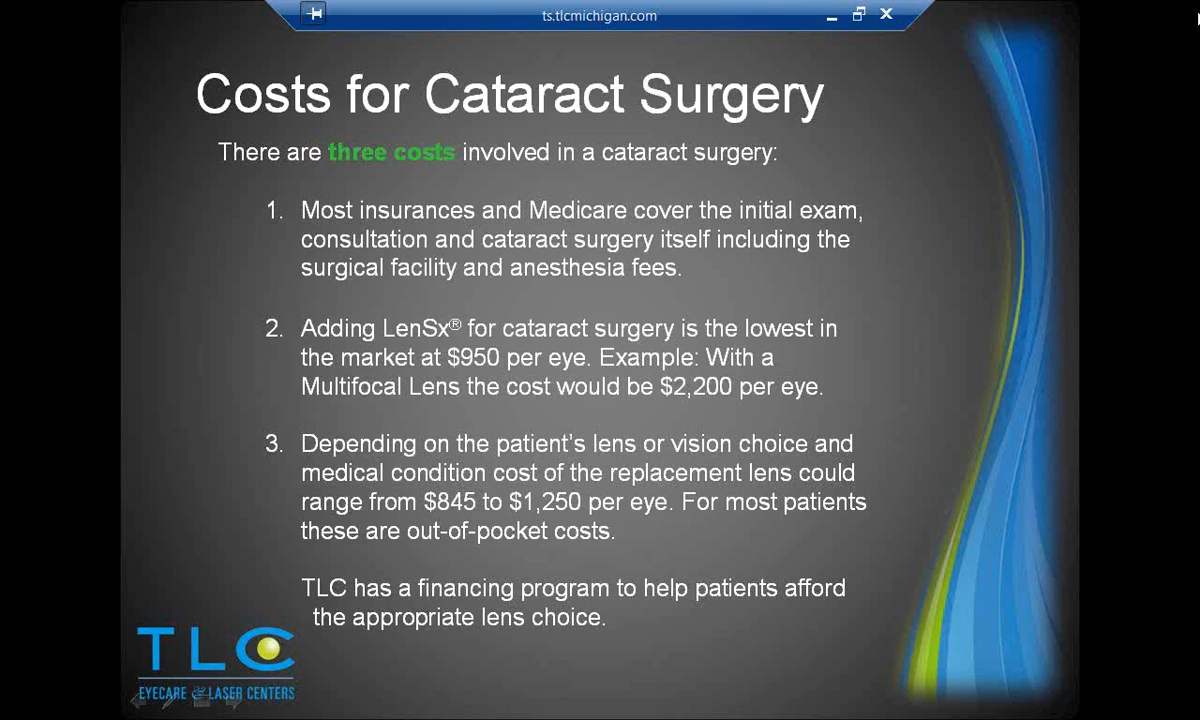 ts.tlcmichigan.com
Costs for Cataract Surgery
There are three costs involved in a cataract surgery:
1. Most insurances and Medicare cover the initial exam,
consultation and cataract surgery itself including the
surgical facility and anesthesia fees.
2. Adding LenSx® for cataract surgery is the lowest in
the market at $950 per eye. Example: With a
Multifocal Lens the cost would be $2,200 per eye.
3. Depending on the patient's lens or vision choice and
medical condition cost of the replacement lens could
range from $845 to $1,250 per eye. For most patients
these are out-of-pocket costs.
TLC has a financing program to help patients afford
the appropriate lens choice.
TLC
EYECARE & LASER CENTERS